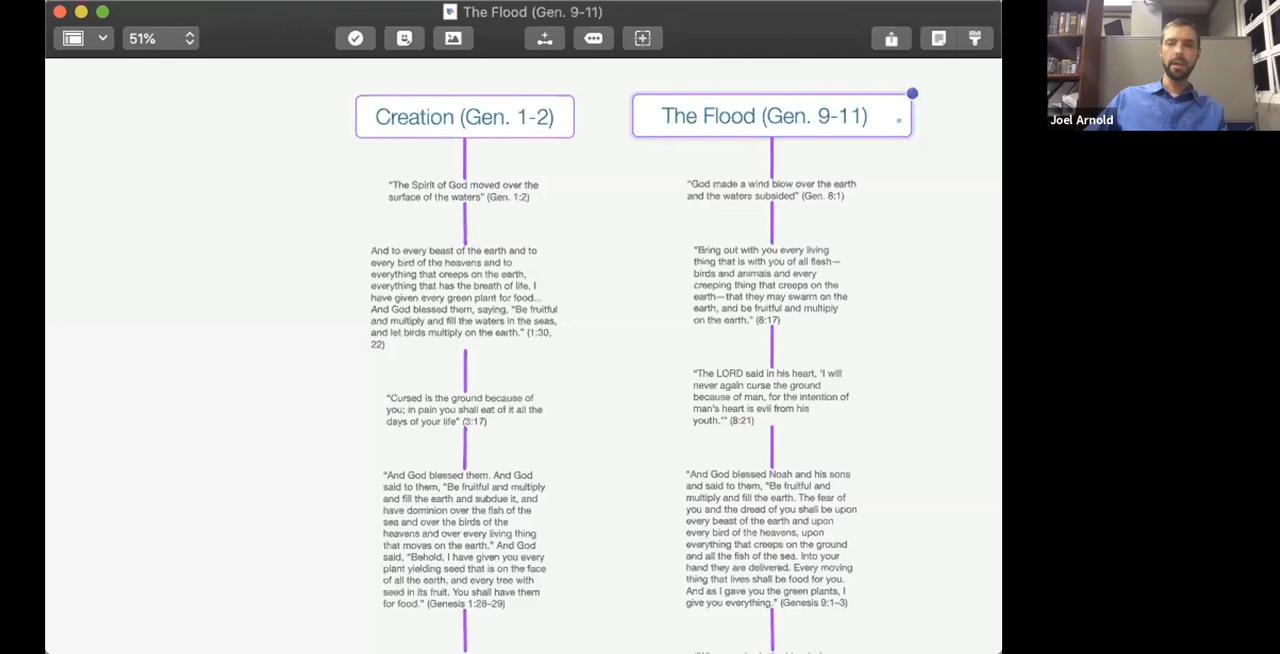 The Flood (Gen. 9-11)
51%
Joel Arnold
Creation (Gen. 1-2)
"The Spirit of God moved over the
surface of the waters" (Gen. 1:2)
And to every beast of the earth and to
every bird of the heavens and to
everything that creeps on the earth,
everything that has the breath of life, I
have given every green plant for food...
And God blessed them, saying, "Be fruitful
and multiply and fill the waters in the seas,
and let birds multiply on the earth." (1:30,
22)
"Cursed is the ground because of
you; in pain you shall eat of it all the
days of your life" (3:17)
"And God blessed them. And God
said to them, "Be fruitful and multiply
and fill the earth and subdue it, and
have dominion over the fish of the
sea and over the birds of the
heavens and over every living thing
that moves on the earth." And God
said, "Behold, I have given you every
plant yielding seed that is on the face
of all the earth, and every tree with
seed in its fruit. You shall have them
for food." (Genesis 1:28–29)
The Flood (Gen. 9-11)
"God made a wind blow over the earth
and the waters subsided" (Gen. 8:1)
"Bring out with you every living
thing that is with you of all flesh—
birds and animals and every
creeping thing that creeps on the
earth—that they may swarm on the
earth, and be fruitful and multiply
on the earth." (8:17)
"The LORD said in his heart, 'I will
never again curse the ground
because of man, for the intention of
man's heart is evil from his
youth.'" (8:21)
"And God blessed Noah and his sons
and said to them, "Be fruitful and
multiply and fill the earth. The fear of
you and the dread of you shall be upon
every beast of the earth and upon
every bird of the heavens, upon
everything that creeps on the ground
and all the fish of the sea. Into your
hand they are delivered. Every moving
thing that lives shall be food for you.
And as I gave you the green plants, I
give you everything." (Genesis 9:1–3)